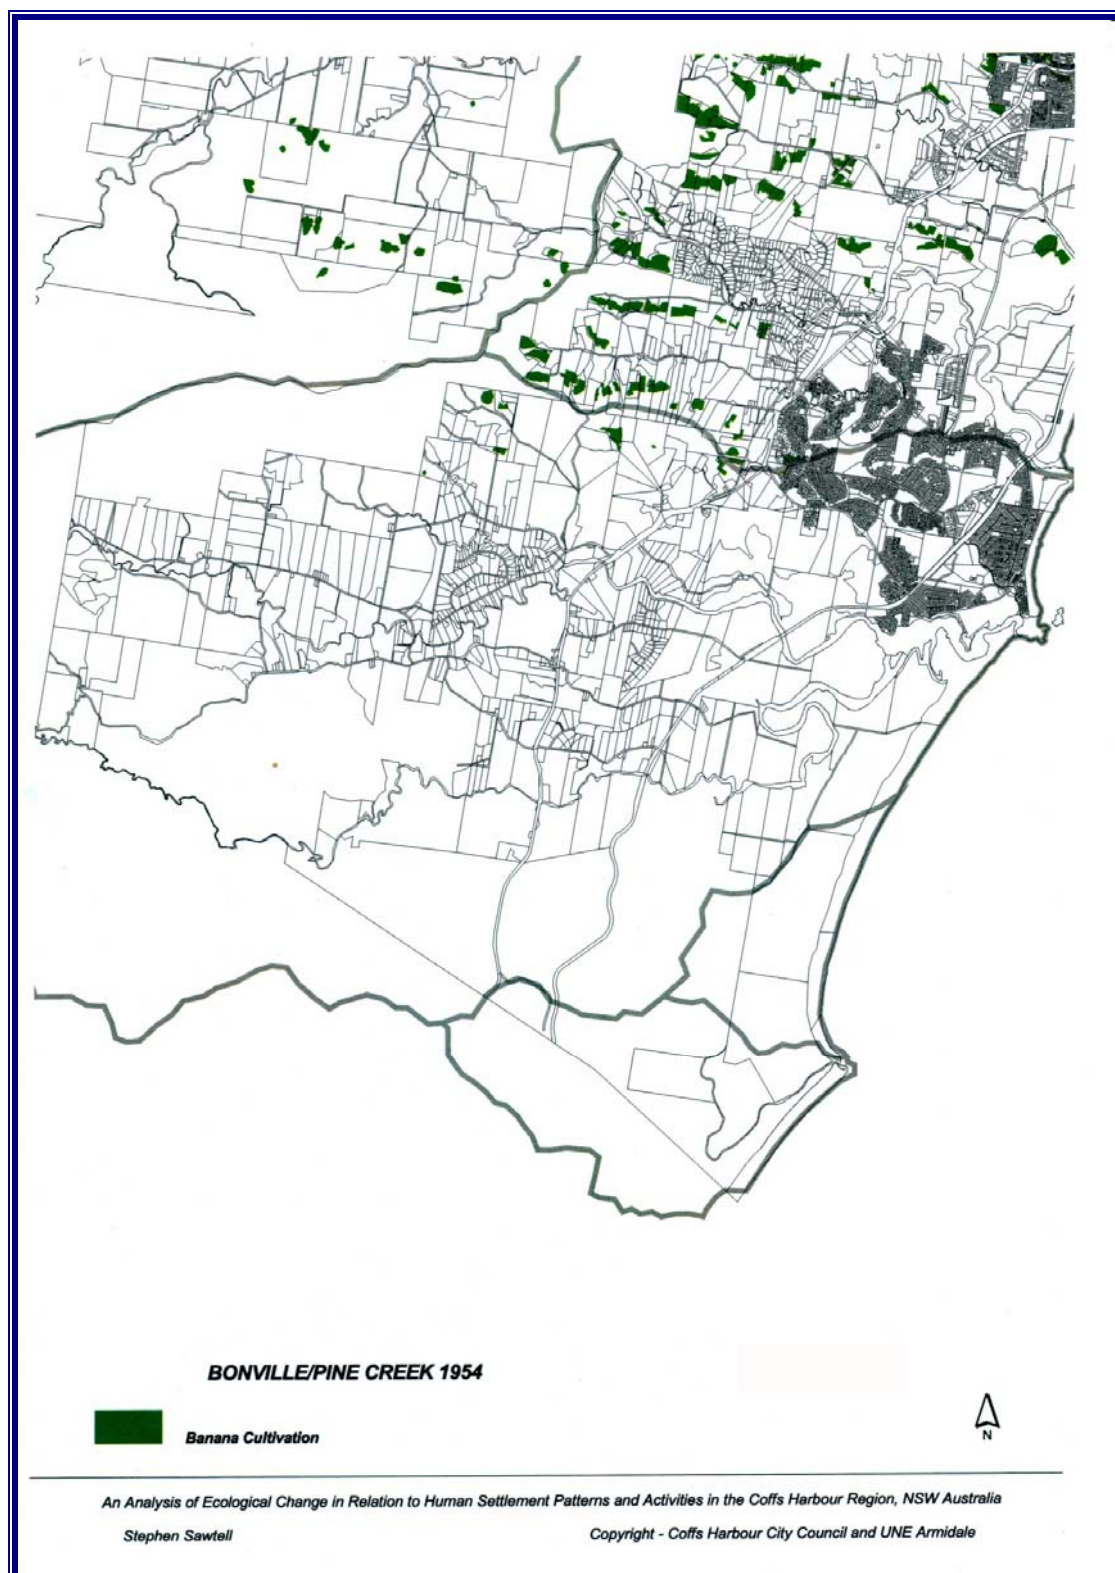 BONVILLE/PINE CREEK 1954
Banana Cultivation
N
An Analysis of Ecological Change in Relation to Human Settlement Patterns and Activities in the Coffs Harbour Region, NSW Australia
Stephen Sawtell
Copyright - Coffs Harbour City Council and UNE Armidale